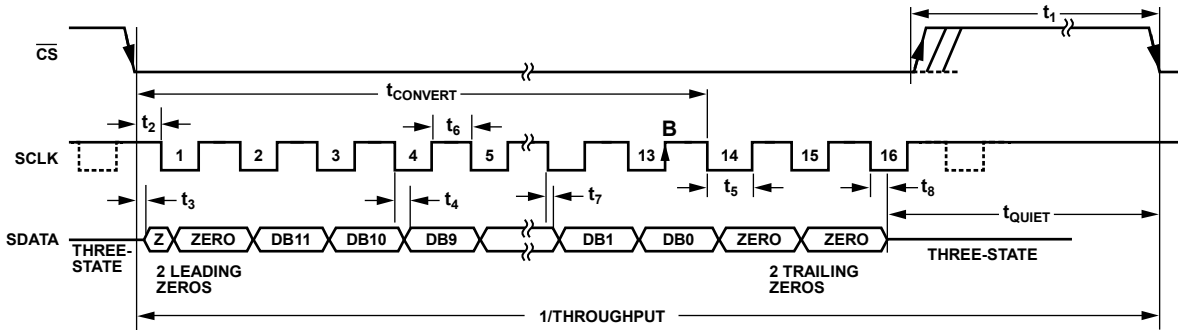 t1
CS
tCONVERT
t2
t6
B
SCLK
1 2 3 4 5 13 14 15 16
t3
t4
t7
t5
t8
tQUIET
SDATA
Z ZERO DB11 DB10 DB9 DB1 DB0 ZERO ZERO
THREE-
STATE
THREE-STATE
2 LEADING
ZEROS
2 TRAILING
ZEROS
1/THROUGHPUT